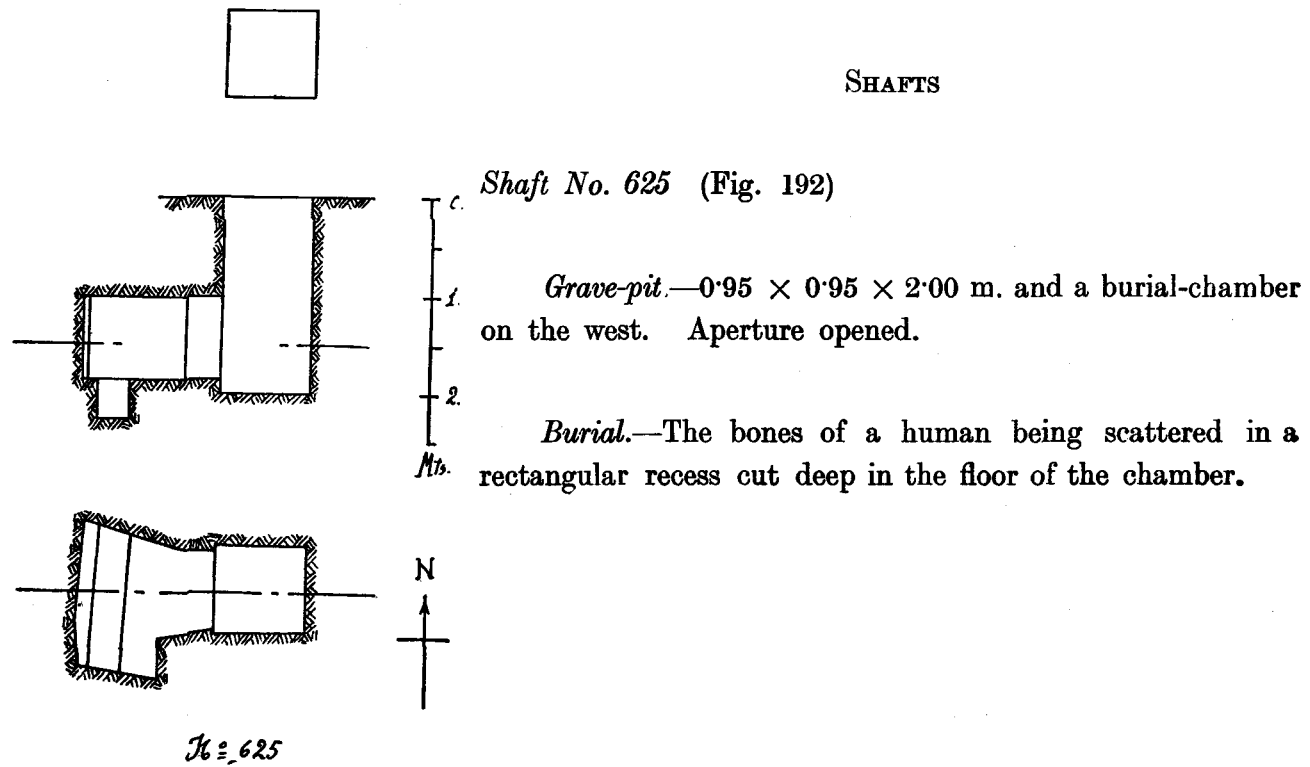 SHAFTS
Shaft No. 625 (Fig. 192)
Grave-pit.—0·95 × 0·95 × 2·00 m. and a burial-chamber
on the west. Aperture opened.
Burial.—The bones of a human being scattered in a
rectangular recess cut deep in the floor of the chamber.
1.
2.
Mts.
N
625